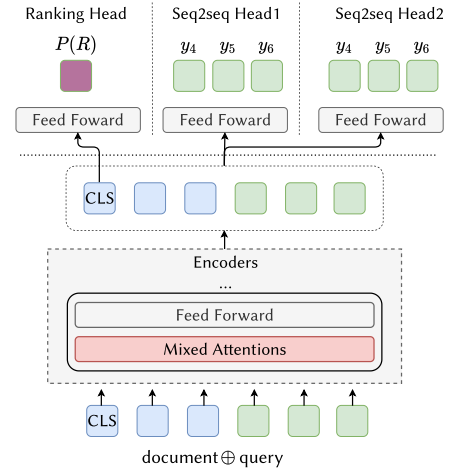 Ranking Head Seq2seq Head1 Seq2seq Head2
P(R) y4 y5 y6 y4 y5 y6
Feed Foward Feed Foward Feed Foward
CLS
Encoders
...
Feed Forward
Mixed Attentions
CLS
document ⊕ query